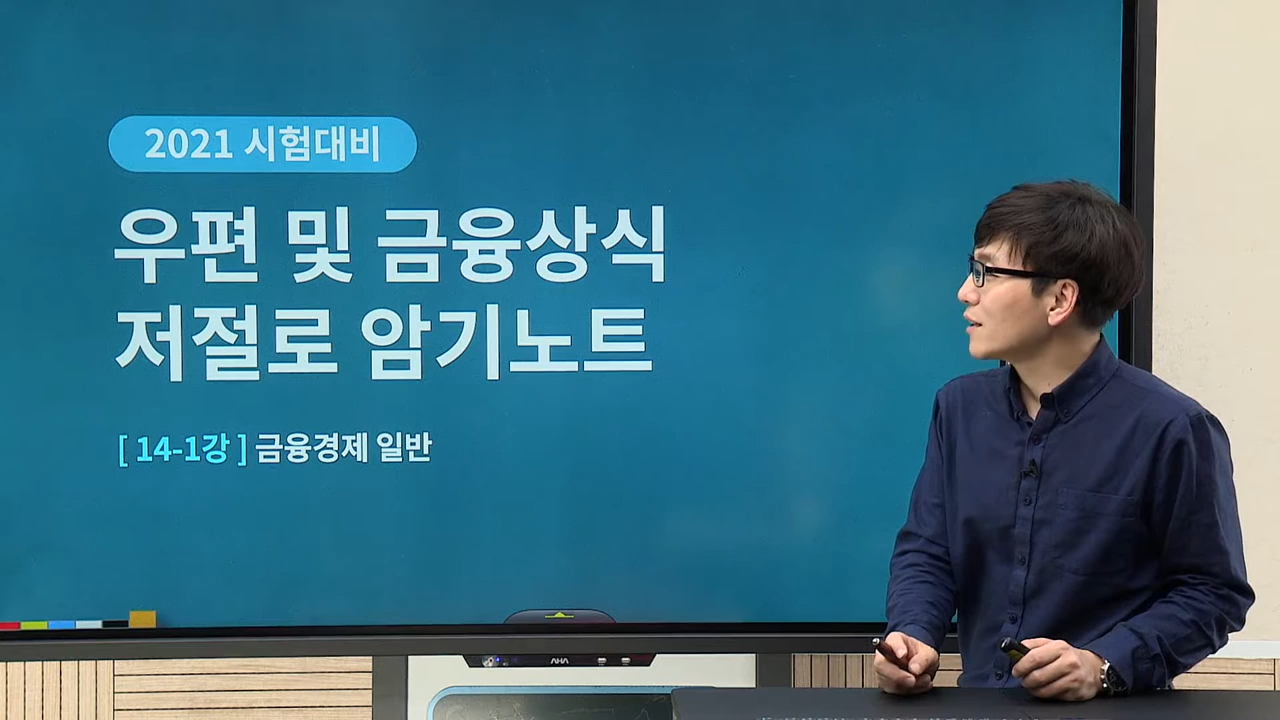 2021 시험대비
우편 및 금융상식
저절로 암기노트
[ 14-1강 ] 금융경제 일반
AHA